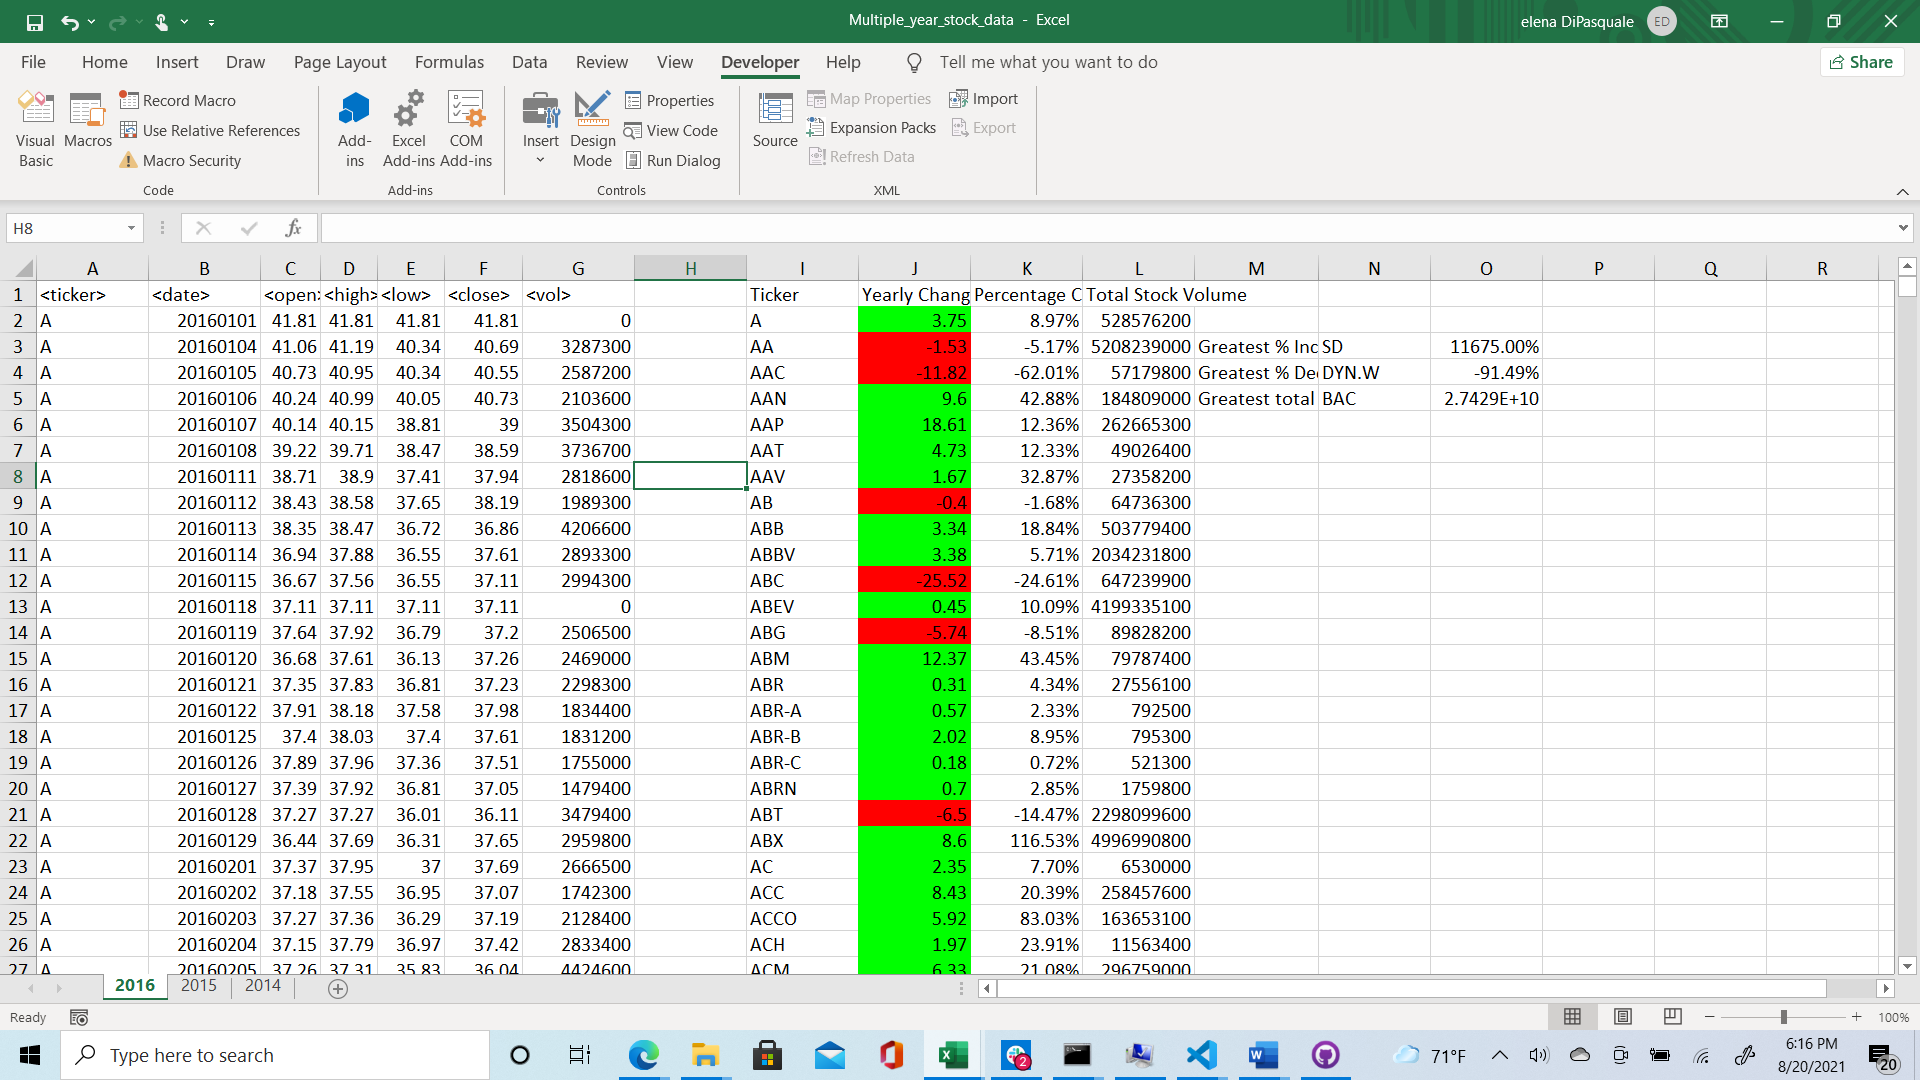 Multiple_year_stock_data - Excel
elena DiPasquale ED
File Home Insert Draw Page Layout Formulas Data Review View Developer Help Tell me what you want to do Share
Visual Basic
Macros
Record Macro
Use Relative References
Macro Security
Code
Add-ins
Excel Add-ins
COM Add-ins
Add-ins
Insert
Design Mode
Properties
View Code
Run Dialog
Controls
Source
Map Properties
Expansion Packs
Refresh Data
Import
Export
XML
H8 fx
A B C D E F G H I J K L M N O P Q R
1 <ticker> <date> <open> <high> <low> <close> <vol> Ticker Yearly Chang Percentage C Total Stock Volume
2 A 20160101 41.81 41.81 41.81 41.81 0 A 3.75 8.97% 528576200
3 A 20160104 41.06 41.19 40.34 40.69 3287300 AA -1.53 -5.17% 5208239000 Greatest % Inc SD 11675.00%
4 A 20160105 40.73 40.95 40.34 40.55 2587200 AAC -11.82 -62.01% 57179800 Greatest % De DYN.W -91.49%
5 A 20160106 40.24 40.99 40.05 40.73 2103600 AAN 9.6 42.88% 184809000 Greatest total BAC 2.7429E+10
6 A 20160107 40.14 40.15 38.81 39 3504300 AAP 18.61 12.36% 262665300
7 A 20160108 39.22 39.71 38.47 38.59 3736700 AAT 4.73 12.33% 49026400
8 A 20160111 38.71 38.9 37.41 37.94 2818600 AAV 1.67 32.87% 27358200
9 A 20160112 38.43 38.58 37.65 38.19 1989300 AB -0.4 -1.68% 64736300
10 A 20160113 38.35 38.47 36.72 36.86 4206600 ABB 3.34 18.84% 503779400
11 A 20160114 36.94 37.88 36.55 37.61 2893300 ABBV 3.38 5.71% 2034231800
12 A 20160115 36.67 37.56 36.55 37.11 2994300 ABC -25.52 -24.61% 647239900
13 A 20160118 37.11 37.11 37.11 37.11 0 ABEV 0.45 10.09% 4199335100
14 A 20160119 37.64 37.92 36.79 37.2 2506500 ABG -5.74 -8.51% 89828200
15 A 20160120 36.68 37.61 36.13 37.26 2469000 ABM 12.37 43.45% 79787400
16 A 20160121 37.35 37.83 36.81 37.23 2298300 ABR 0.31 4.34% 27556100
17 A 20160122 37.91 38.18 37.58 37.98 1834400 ABR-A 0.57 2.33% 792500
18 A 20160125 37.4 38.03 37.4 37.61 1831200 ABR-B 2.02 8.95% 795300
19 A 20160126 37.89 37.96 37.36 37.51 1755000 ABR-C 0.18 0.72% 521300
20 A 20160127 37.39 37.92 36.81 37.05 1479400 ABRN 0.7 2.85% 1759800
21 A 20160128 37.27 37.27 36.01 36.11 3479400 ABT -6.5 -14.47% 2298099600
22 A 20160129 36.44 37.69 36.31 37.65 2959800 ABX 8.6 116.53% 4996990800
23 A 20160201 37.37 37.95 37 37.69 2666500 AC 2.35 7.70% 6530000
24 A 20160202 37.18 37.55 36.95 37.07 1742300 ACC 8.43 20.39% 258457600
25 A 20160203 37.27 37.36 36.29 37.19 2128400 ACCO 5.92 83.03% 163653100
26 A 20160204 37.15 37.79 36.97 37.42 2833400 ACH 1.97 23.91% 11563400
27 A 20160205 37.26 37.31 35.83 36.04 4424600 ACM 6.33 21.08% 296759000
2016 2015 2014
Ready 100%
Type here to search 2 71°F 6:16 PM
8/20/2021 20